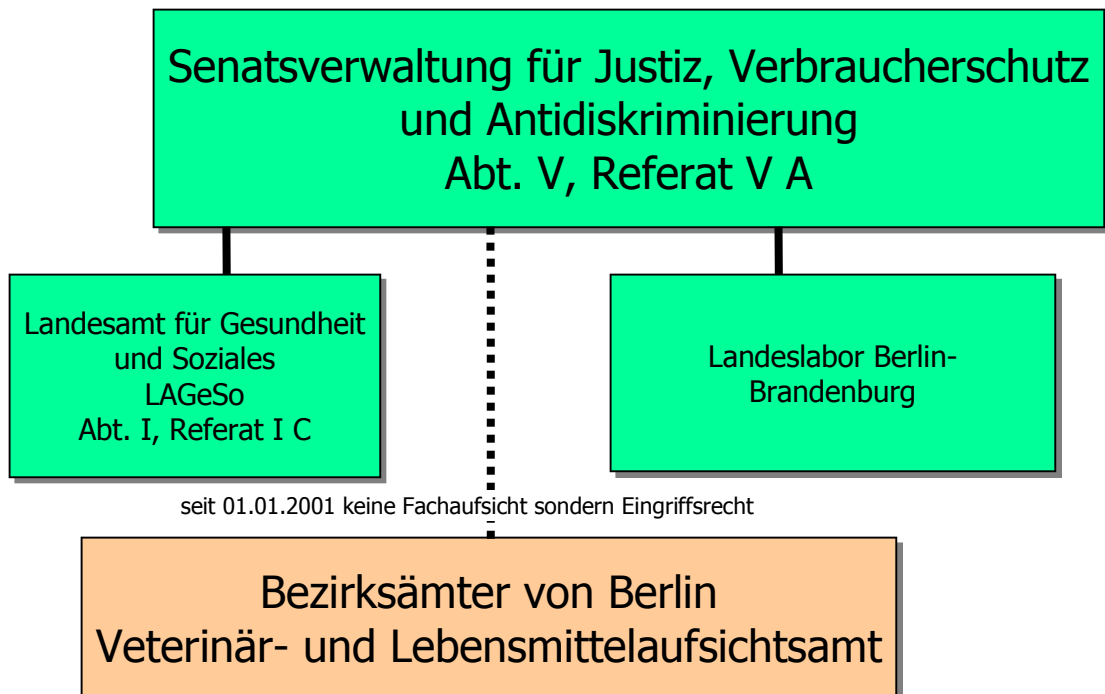 Senatsverwaltung für Justiz, Verbraucherschutz
und Antidiskriminierung
Abt. V, Referat V A
Landesamt für Gesundheit
und Soziales
LAGeSo
Abt. I, Referat I C
Landeslabor Berlin-
Brandenburg
seit 01.01.2001 keine Fachaufsicht sondern Eingriffsrecht
Bezirksämter von Berlin
Veterinär- und Lebensmittelaufsichtsamt